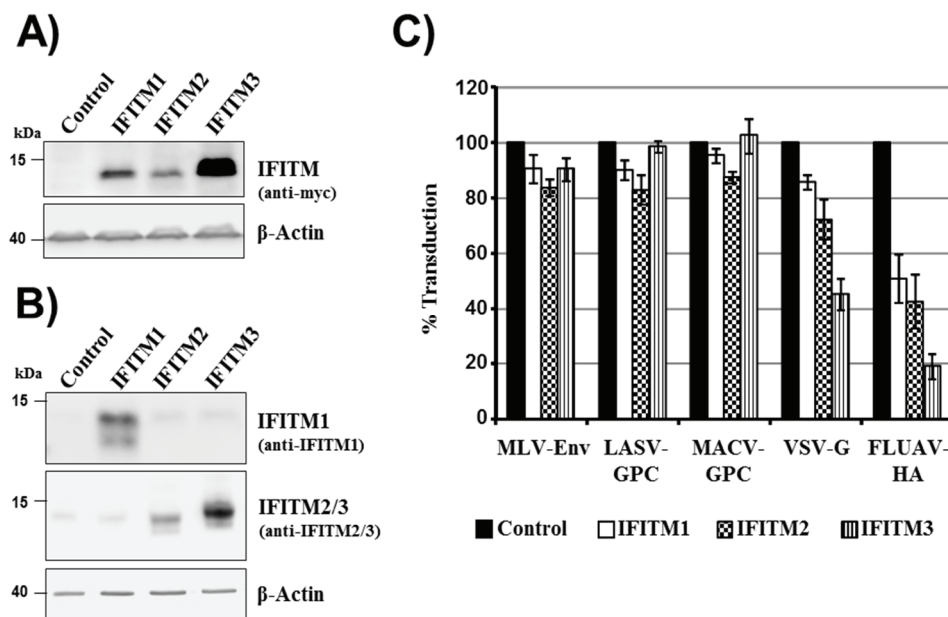 A)
Control IFITM1 IFITM2 IFITM3
kDa
15
IFITM
(anti-myc)
40
β-Actin
B)
Control IFITM1 IFITM2 IFITM3
kDa
15
IFITM1
(anti-IFITM1)
15
IFITM2/3
(anti-IFITM2/3)
40
β-Actin
C)
% Transduction
120
100
80
60
40
20
0
MLV-Env LASV-GPC MACV-GPC VSV-G FLUAV-HA
Control IFITM1 IFITM2 IFITM3